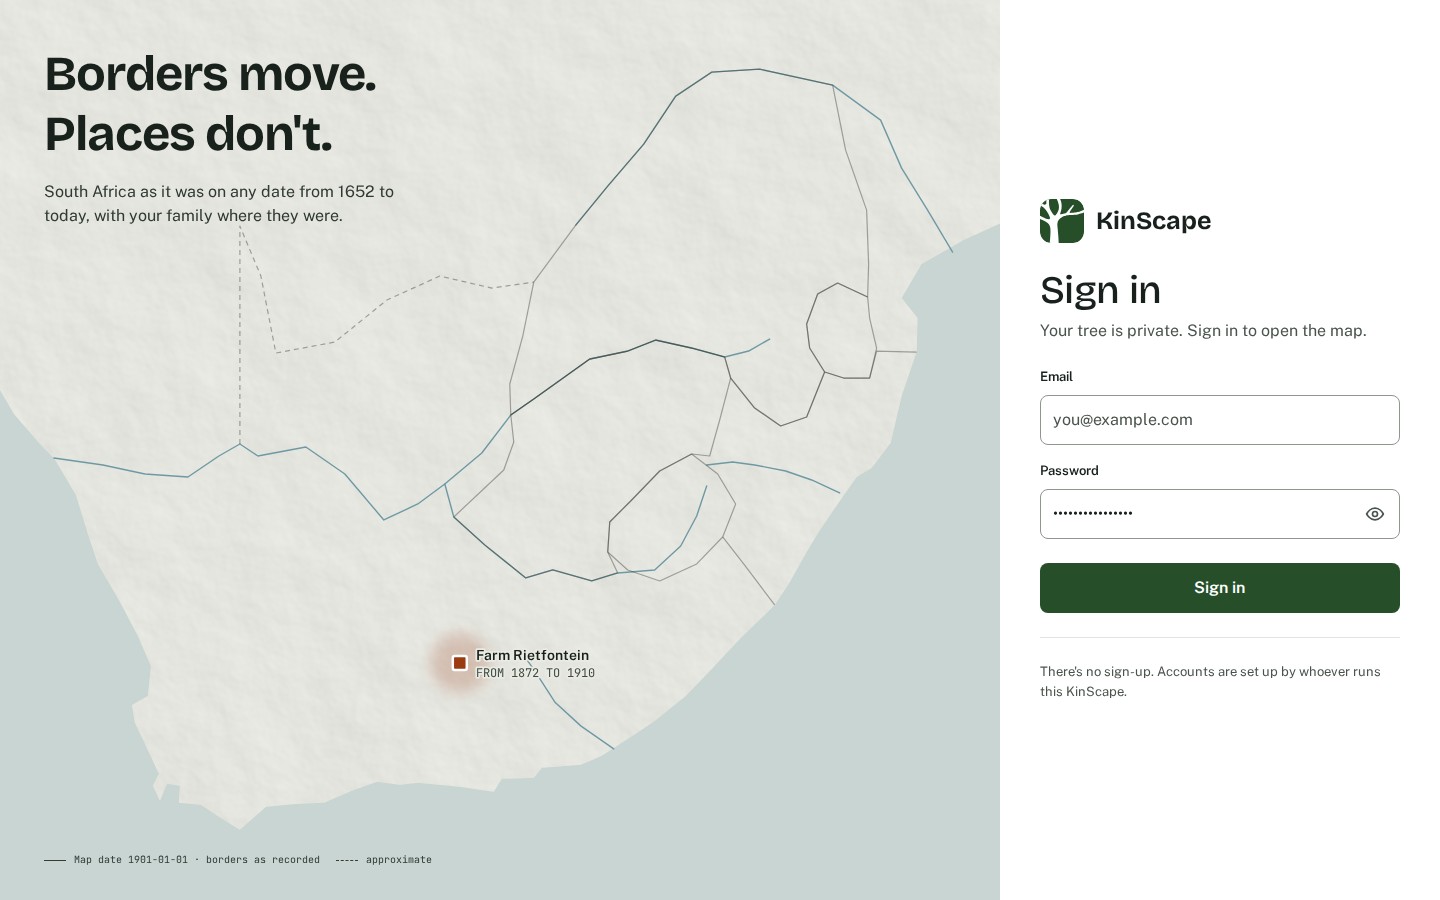 Borders move.
Places don't.
South Africa as it was on any date from 1652 to
today, with your family where they were.
Farm Rietfontein
FROM 1872 TO 1910
Map date 1901-01-01 · borders as recorded
approximate
KinScape
Sign in
Your tree is private. Sign in to open the map.
Email
you@example.com
Password
••••••••••••••••
Sign in
There's no sign-up. Accounts are set up by whoever runs
this KinScape.